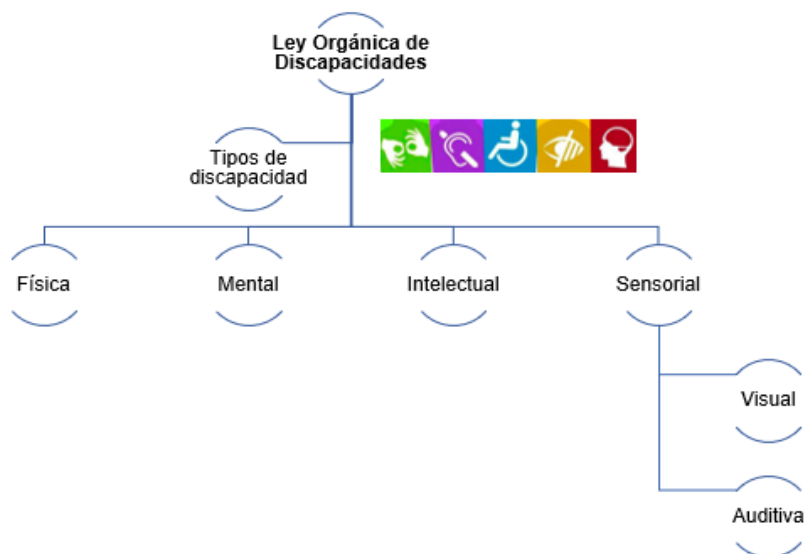 Ley Orgánica de
Discapacidades
Tipos de
discapacidad
Física
Mental
Intelectual
Sensorial
Visual
Auditiva